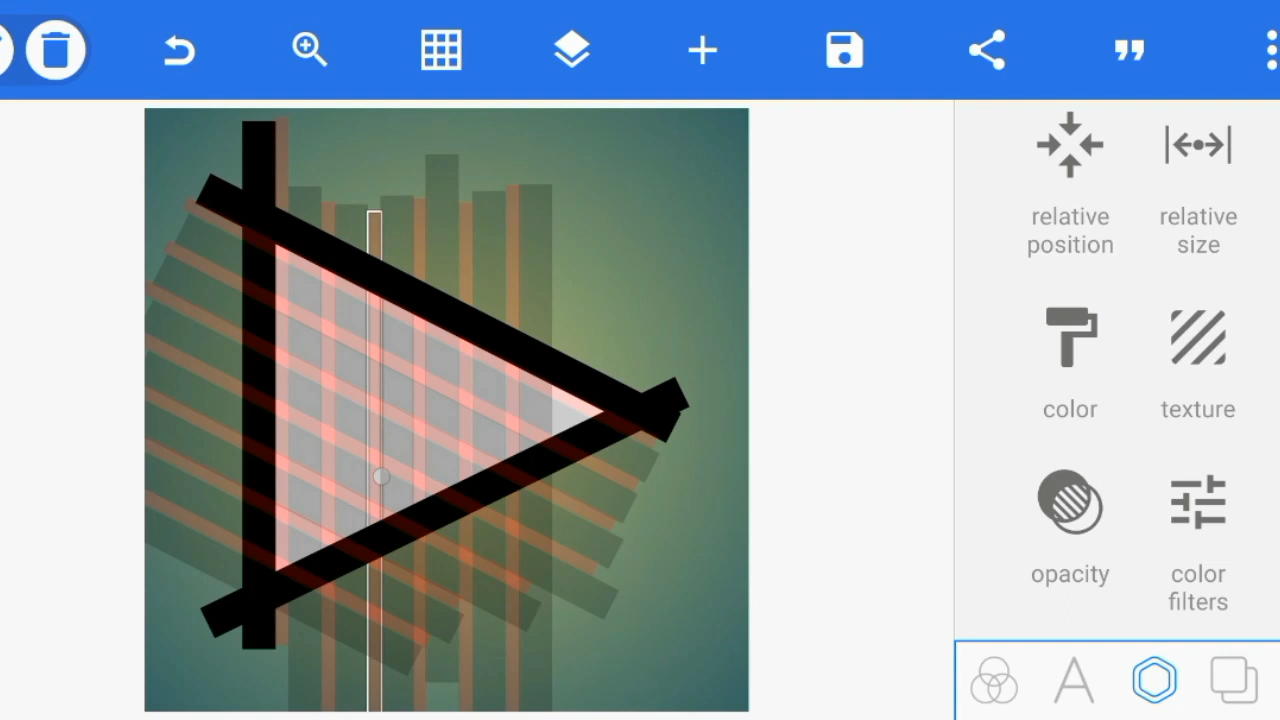 relative
position
relative
size
color
texture
opacity
color
filters